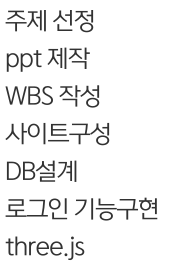 주제 선정
ppt 제작
WBS 작성
사이트구성
DB설계
로그인 기능구현
three.js